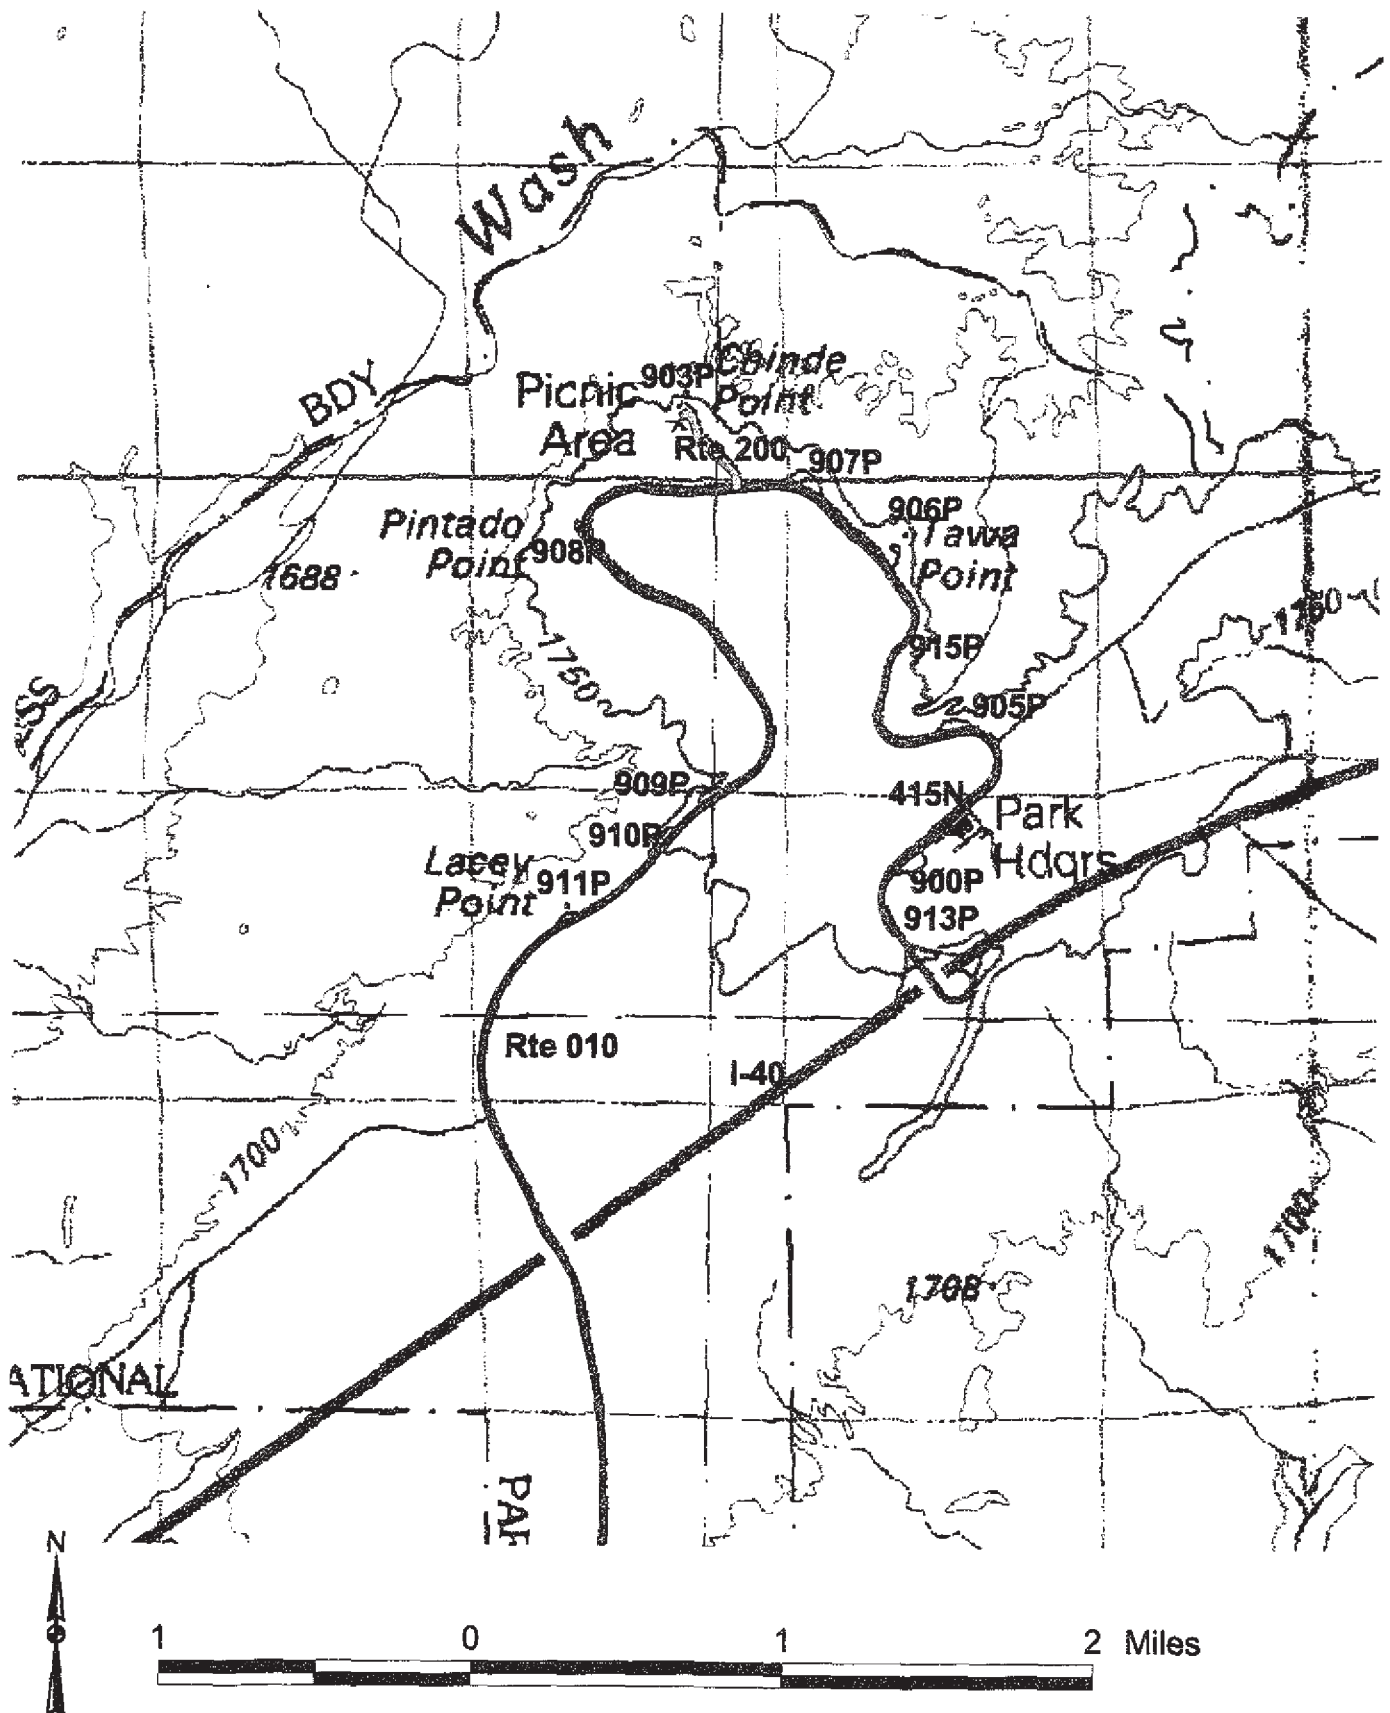 Wash
BDY
Picnic
Area
903P
Chinde
Point
Rte 200
907P
Pintado
Point
908P
906P
Tawa
Point
1688
1750
1750
915P
905P
909P
415N
Park
Hdqrs
910P
Lacey
Point
911P
900P
913P
Rte 010
I-40
1700
1700
1708
ATIONAL
PAR
N
1 0 1 2 Miles